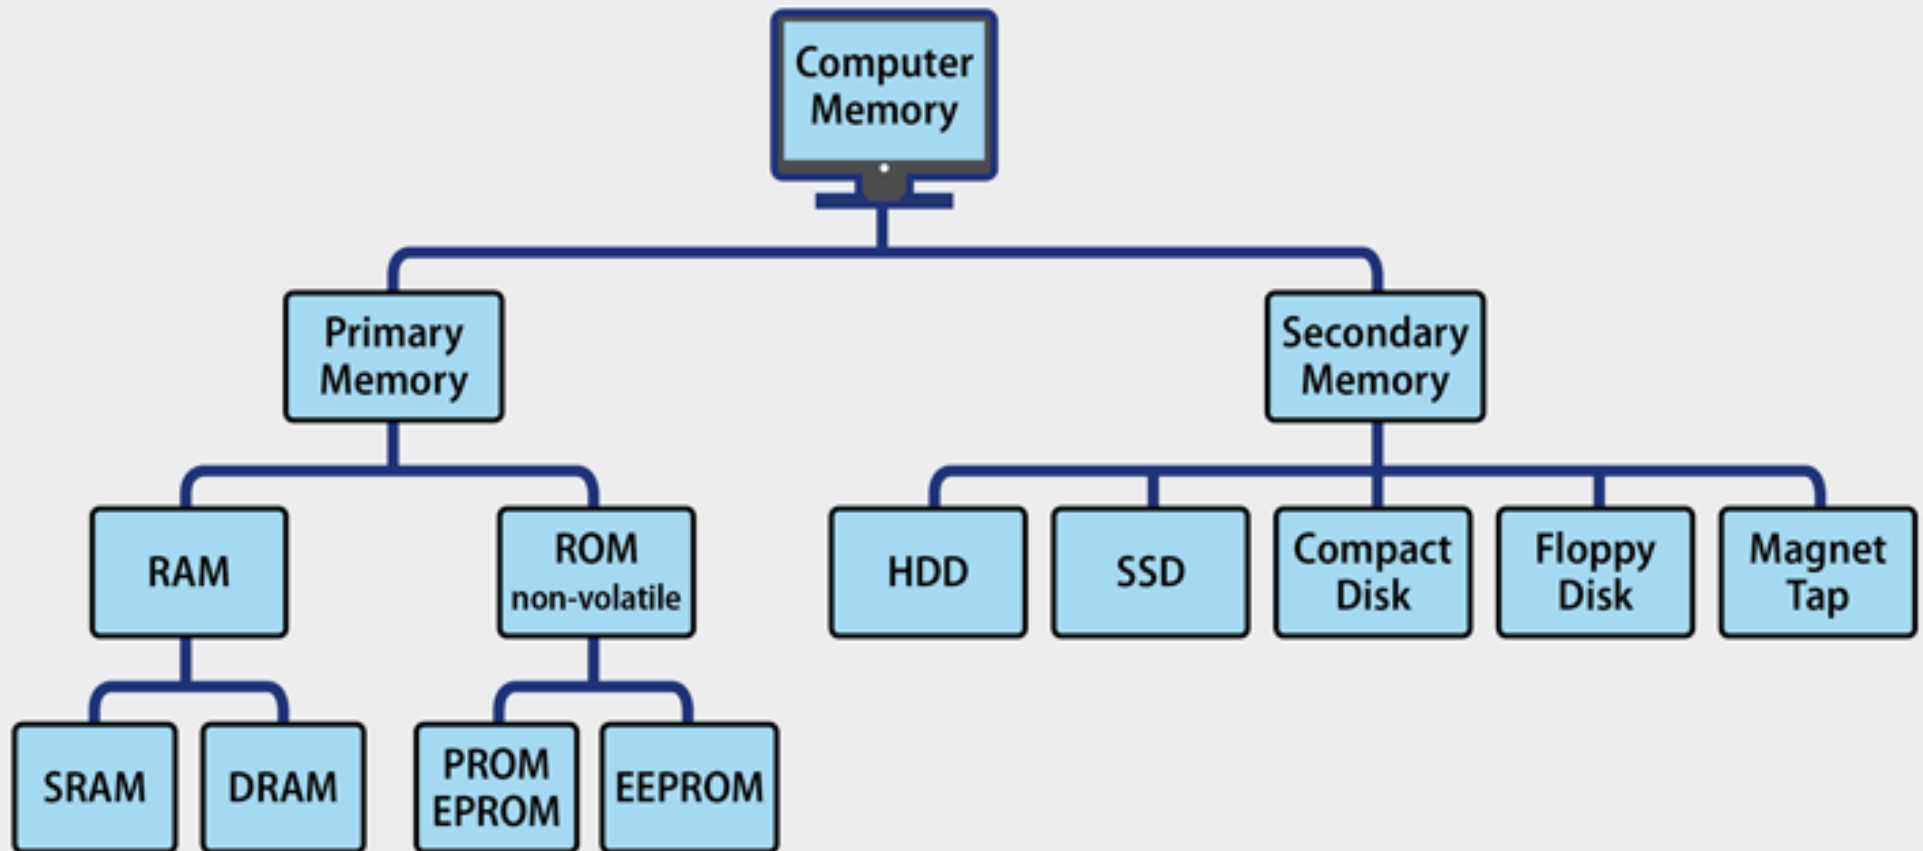 Computer
Memory
Primary
Memory
Secondary
Memory
RAM
ROM
non-volatile
HDD
SSD
Compact
Disk
Floppy
Disk
Magnet
Tap
SRAM
DRAM
PROM
EPROM
EEPROM